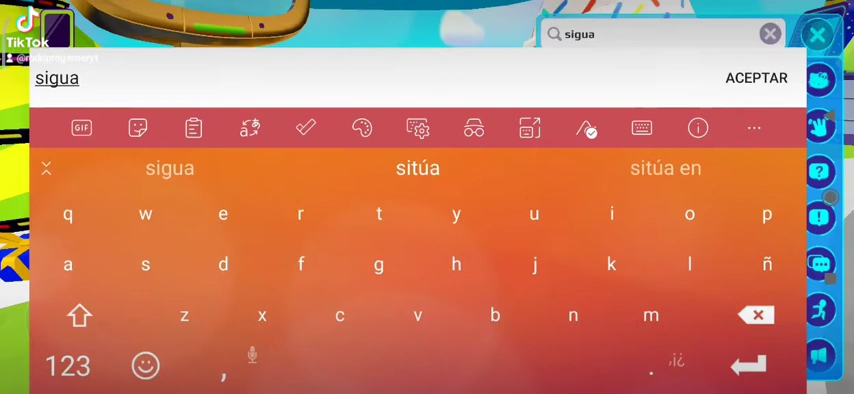 TikTok
sigua
sigua
ACEPTAR
GIF
sigua sitúa sitúa en
q w e r t y u i o p
a s d f g h j k l ñ
z x c v b n m
123 , . ,¡¿